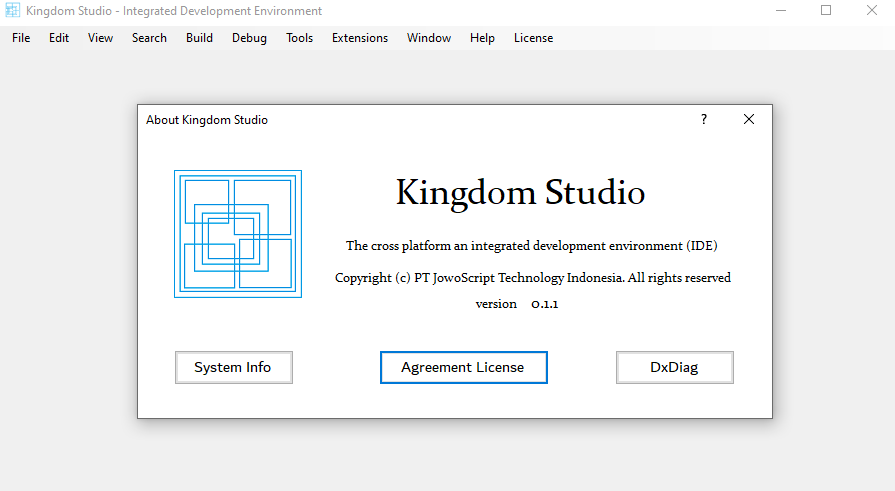 Kingdom Studio - Integrated Development Environment
File Edit View Search Build Debug Tools Extensions Window Help License
About Kingdom Studio ?
Kingdom Studio
The cross platform an integrated development environment (IDE)
Copyright (c) PT JowoScript Technology Indonesia. All rights reserved
version 0.1.1
System Info Agreement License DxDiag